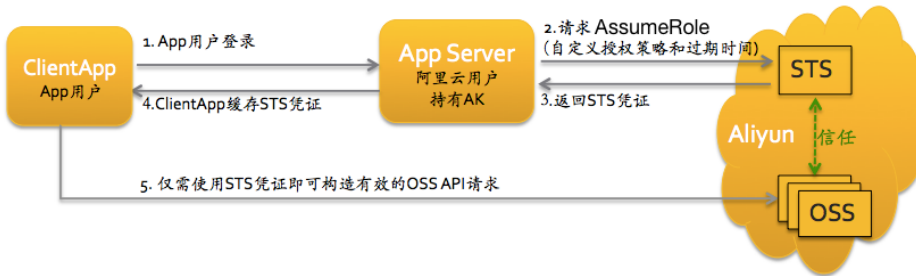 ClientApp
App用户
1. App用户登录
4.ClientApp缓存STS凭证
App Server
阿里云用户
持有AK
2.请求 AssumeRole
(自定义授权策略和过期时间)
3.返回STS凭证
STS
Aliyun
信任
OSS
5. 仅需使用STS凭证即可构造有效的OSS API请求